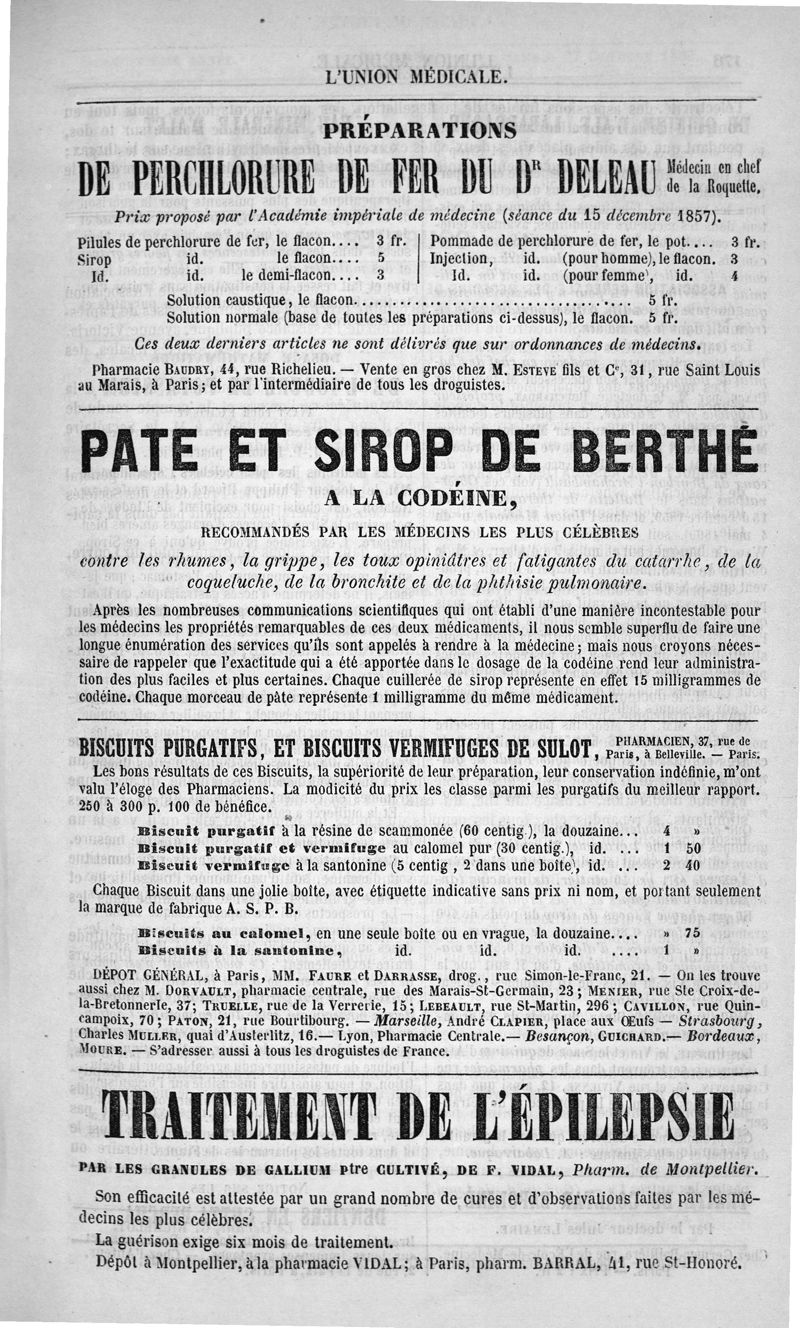 L'UNION MÉDICALE.
PRÉPARATIONS
DE PERCHLORURE DE FER DU DR DELEAU Médecin en chef
de la Roquette.
Prix proposé par l'Académie impériale de médecine (séance du 15 décembre 1857).
Pilules de perchlorure de fer, le flacon.... 3 fr.
Sirop id. le flacon.... 5
Id. id. le demi-flacon.... 3
Pommade de perchlorure de fer, le pot.... 3 fr.
Injection, id. (pour homme), le flacon. 3
Id. id. (pour femme), id. 4
Solution caustique, le flacon.................................... 5 fr.
Solution normale (base de toutes les préparations ci-dessus), le flacon. 5 fr.
Ces deux derniers articles ne sont délivrés que sur ordonnances de médecins.
Pharmacie BAUDRY, 44, rue Richelieu. — Vente en gros chez M. ESTEVE fils et Ce, 31, rue Saint Louis
au Marais, à Paris; et par l'intermédiaire de tous les droguistes.
PATE ET SIROP DE BERTHÉ
A LA CODÉINE,
RECOMMANDÉS PAR LES MÉDECINS LES PLUS CÉLÈBRES
contre les rhumes, la grippe, les toux opiniâtres et fatigantes du catarrhe, de la
coqueluche, de la bronchite et de la phthisie pulmonaire.
Après les nombreuses communications scientifiques qui ont établi d'une manière incontestable pour
les médecins les propriétés remarquables de ces deux médicaments, il nous semble superflu de faire une
longue énumération des services qu'ils sont appelés à rendre à la médecine; mais nous croyons néces-
saire de rappeler que l'exactitude qui a été apportée dans le dosage de la codéine rend leur administra-
tion des plus faciles et plus certaines. Chaque cuillerée de sirop représente en effet 15 milligrammes de
codéine. Chaque morceau de pâte représente 1 milligramme du même médicament.
BISCUITS PURGATIFS, ET BISCUITS VERMIFUGES DE SULOT, PHARMACIEN, 37, rue de
Paris, à Belleville. — Paris.
Les bons résultats de ces Biscuits, la supériorité de leur préparation, leur conservation indéfinie, m'ont
valu l'éloge des Pharmaciens. La modicité du prix les classe parmi les purgatifs du meilleur rapport.
250 à 300 p. 100 de bénéfice.
Biscuit purgatif à la résine de scammonée (60 centig.), la douzaine... 4 »
Biscuit purgatif et vermifuge au calomel pur (30 centig.), id. ... 1 50
Biscuit vermifuge à la santonine (5 centig, 2 dans une boîte), id. ... 2 40
Chaque Biscuit dans une jolie boîte, avec étiquette indicative sans prix ni nom, et portant seulement
la marque de fabrique A. S. P. B.
Biscuits au calomel, en une seule boîte ou en vrague, la douzaine.... » 75
Biscuits à la santonine, id. id. id. .... 1 »
DÉPOT GÉNÉRAL, à Paris, MM. FAURE et DARRASSE, drog., rue Simon-le-Franc, 21. — On les trouve
aussi chez M. DORVAULT, pharmacie centrale, rue des Marais-St-Germain, 23; MENIER, rue Ste Croix-de-
la-Bretonnerie, 37; TRUELLE, rue de la Verrerie, 15; LEBEAULT, rue St-Martin, 296; CAVILLON, rue Quin-
campoix, 70; PATON, 21, rue Bourtibourg. — Marseille, André CLAPIER, place aux Œufs — Strasbourg,
Charles MULLER, quai d'Austerlitz, 16.— Lyon, Pharmacie Centrale.— Besançon, GUICHARD.— Bordeaux,
MOURE. — S'adresser aussi à tous les droguistes de France.
TRAITEMENT DE L'ÉPILEPSIE
PAR LES GRANULES DE GALLIUM Ptre CULTIVÉ, DE F. VIDAL, Pharm. de Montpellier.
Son efficacité est attestée par un grand nombre de cures et d'observations faites par les mé-
decins les plus célèbres.
La guérison exige six mois de traitement.
Dépôt à Montpellier, à la pharmacie VIDAL; à Paris, pharm. BARRAL, 41, rue St-Honoré.